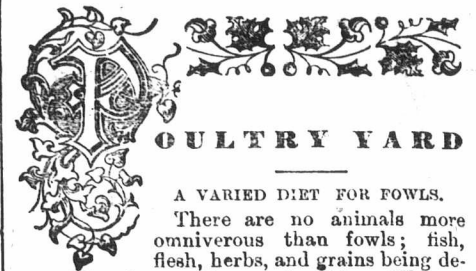 POULTRY YARD
A VARIED DIET FOR FOWLS.
There are no animals more
omniverous than fowls; fish,
flesh, herbs, and grains being de-